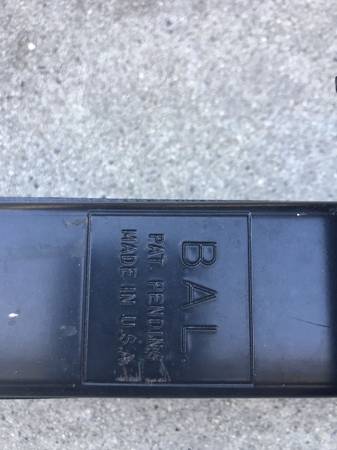 BAL
PAT. PENDING
MADE IN U.S.A